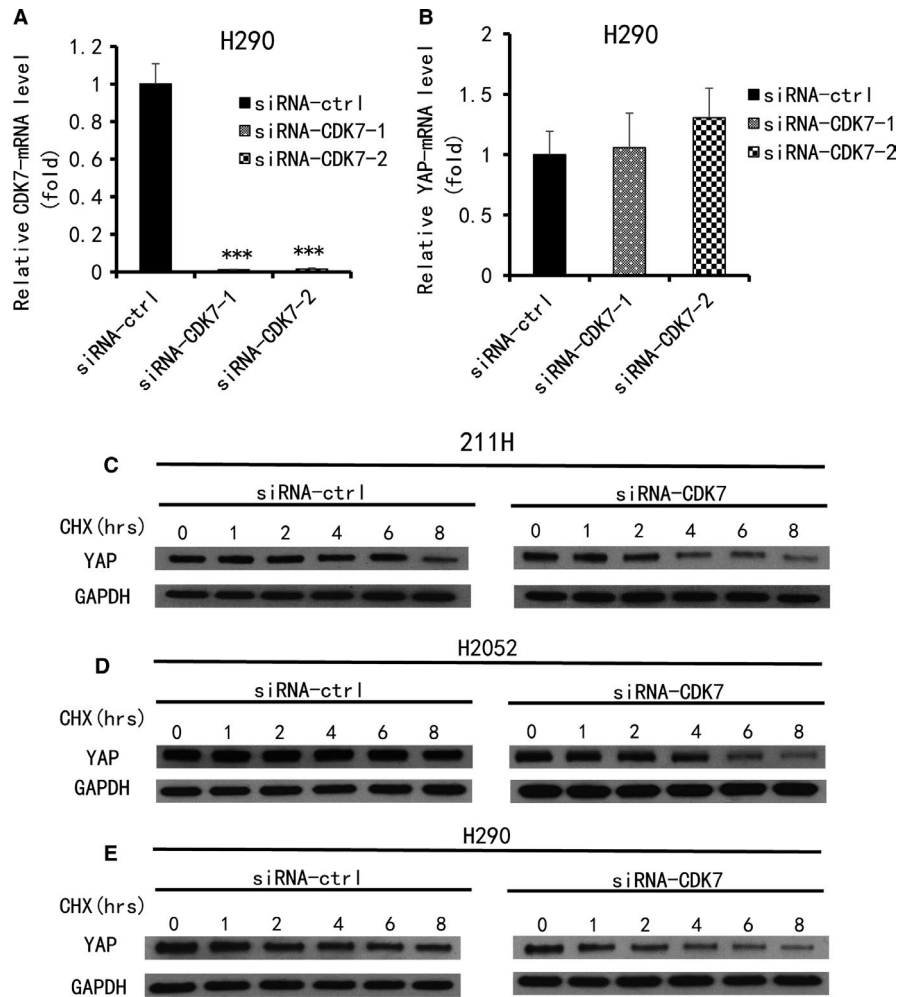 A
H290
Relative CDK7-mRNA level
(fold)
1.2
1
0.8
0.6
0.4
0.2
0
siRNA-ctrl
siRNA-CDK7-1
siRNA-CDK7-2
***
***
siRNA-ctrl
siRNA-CDK7-1
siRNA-CDK7-2
B
H290
Relative YAP-mRNA level
(fold)
2
1.5
1
0.5
0
siRNA-ctrl
siRNA-CDK7-1
siRNA-CDK7-2
siRNA-ctrl
siRNA-CDK7-1
siRNA-CDK7-2
C
211H
siRNA-ctrl siRNA-CDK7
CHX(hrs) 0 1 2 4 6 8 0 1 2 4 6 8
YAP
GAPDH
D
H2052
siRNA-ctrl siRNA-CDK7
CHX(hrs) 0 1 2 4 6 8 0 1 2 4 6 8
YAP
GAPDH
E
H290
siRNA-ctrl siRNA-CDK7
CHX(hrs) 0 1 2 4 6 8 0 1 2 4 6 8
YAP
GAPDH